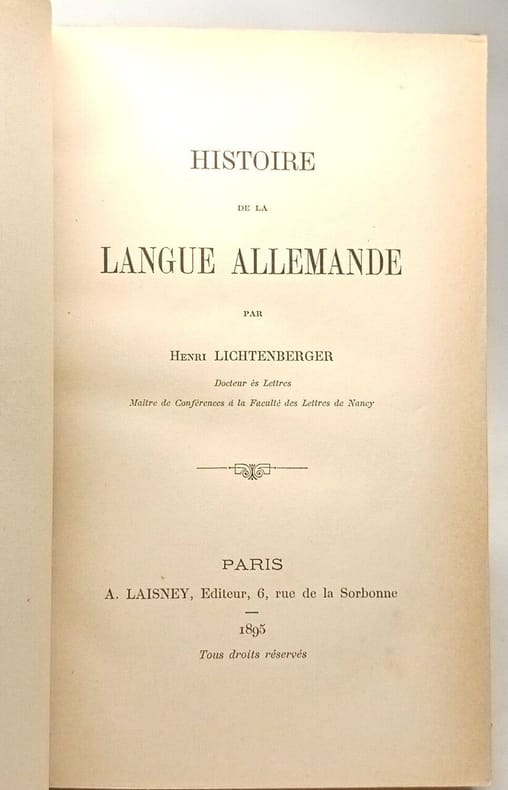 HISTOIRE
DE LA
LANGUE ALLEMANDE
PAR
HENRI LICHTENBERGER
Docteur ès Lettres
Maître de Conférences à la Faculté des Lettres de Nancy
PARIS
A. LAISNEY, Editeur, 6, rue de la Sorbonne
1895
Tous droits réservés